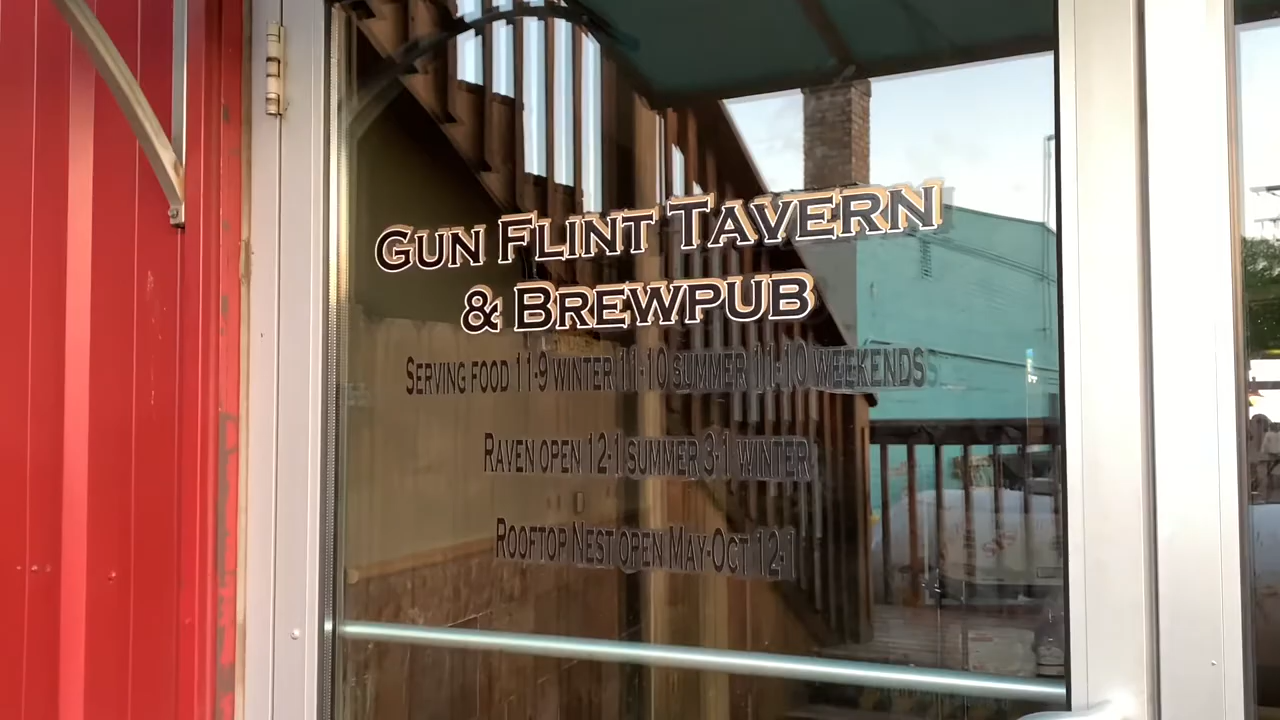 GUN FLINT TAVERN
& BREWPUB
SERVING FOOD 11-9 WINTER 11-10 SUMMER 11-10 WEEKENDS
RAVEN OPEN 12-1 SUMMER 3-1 WINTER
ROOFTOP NEST OPEN MAY-OCT 12-1